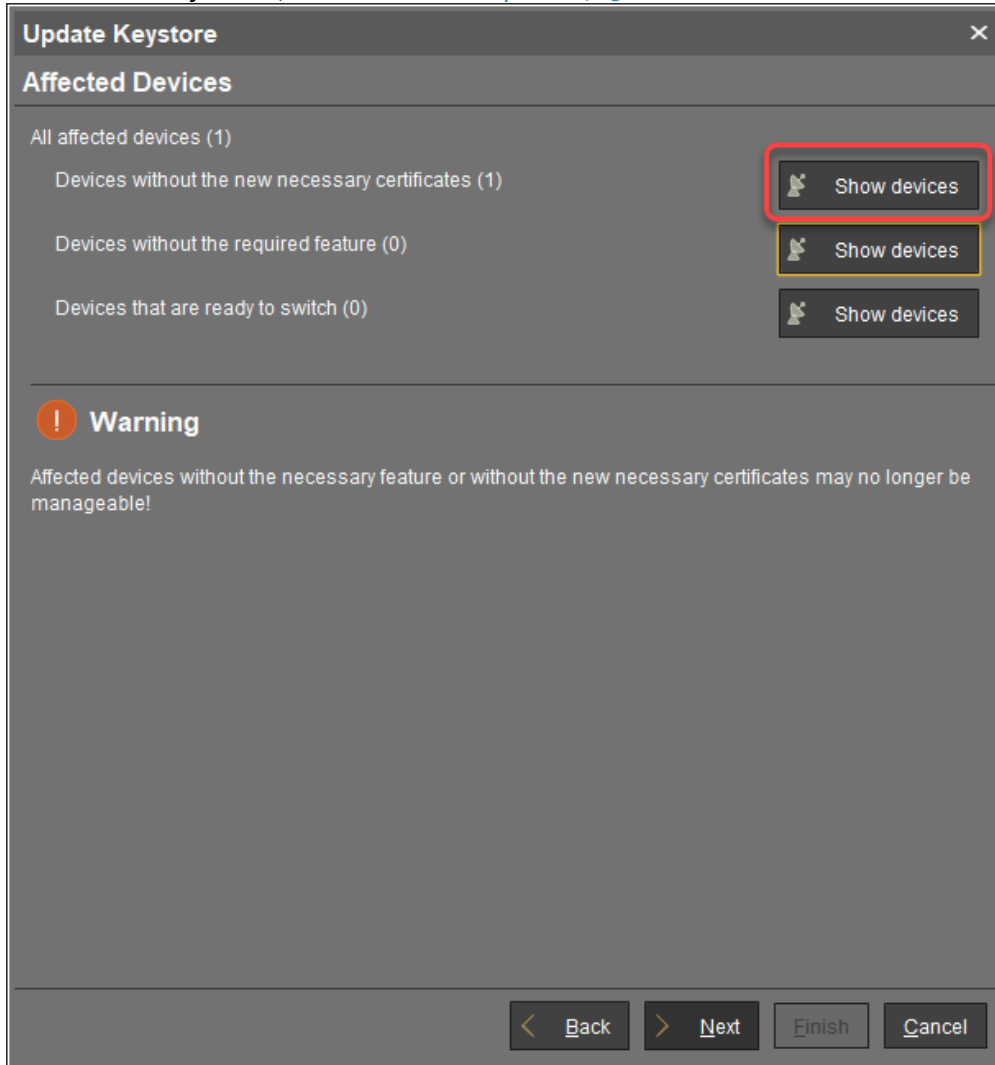 Update Keystore
Affected Devices
All affected devices (1)
Devices without the new necessary certificates (1)
Show devices
Devices without the required feature (0)
Show devices
Devices that are ready to switch (0)
Show devices
! Warning
Affected devices without the necessary feature or without the new necessary certificates may no longer be
manageable!
Back
Next
Finish
Cancel